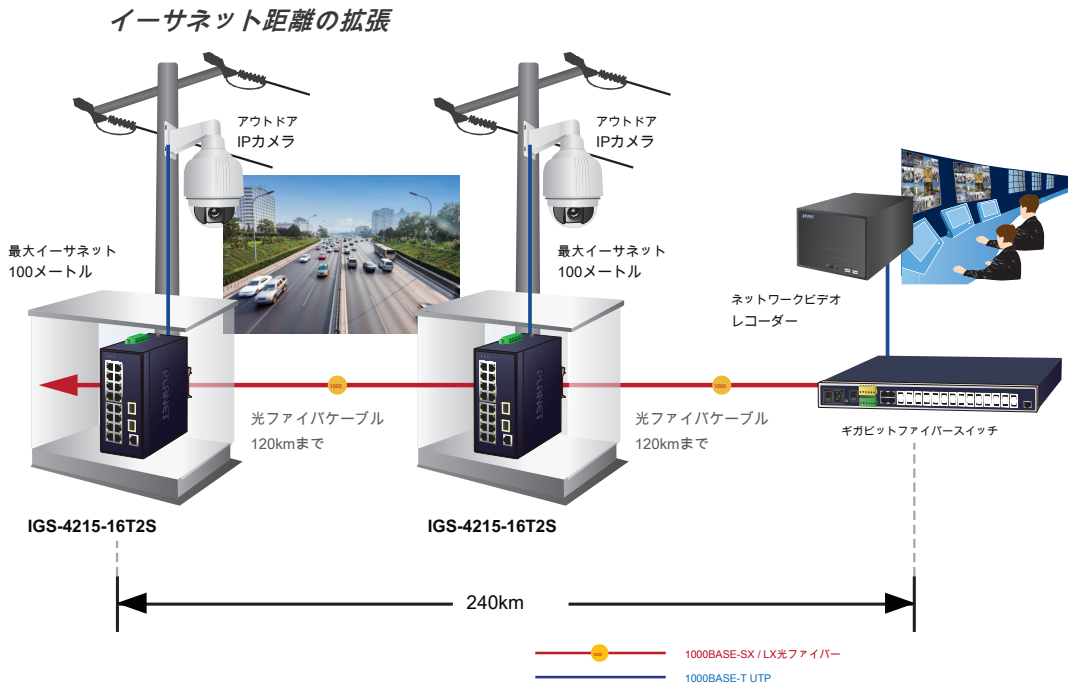 イーサネット距離の拡張
アウトドア
IPカメラ
アウトドア
IPカメラ
最大イーサネット
100メートル
最大イーサネット
100メートル
ネットワークビデオ
レコーダー
PLANET
PLANET
1000
1000
光ファイバケーブル
120kmまで
光ファイバケーブル
120kmまで
ギガビットファイバースイッチ
IGS-4215-16T2S
IGS-4215-16T2S
240km
1000BASE-SX / LX光ファイバー
1000BASE-T UTP